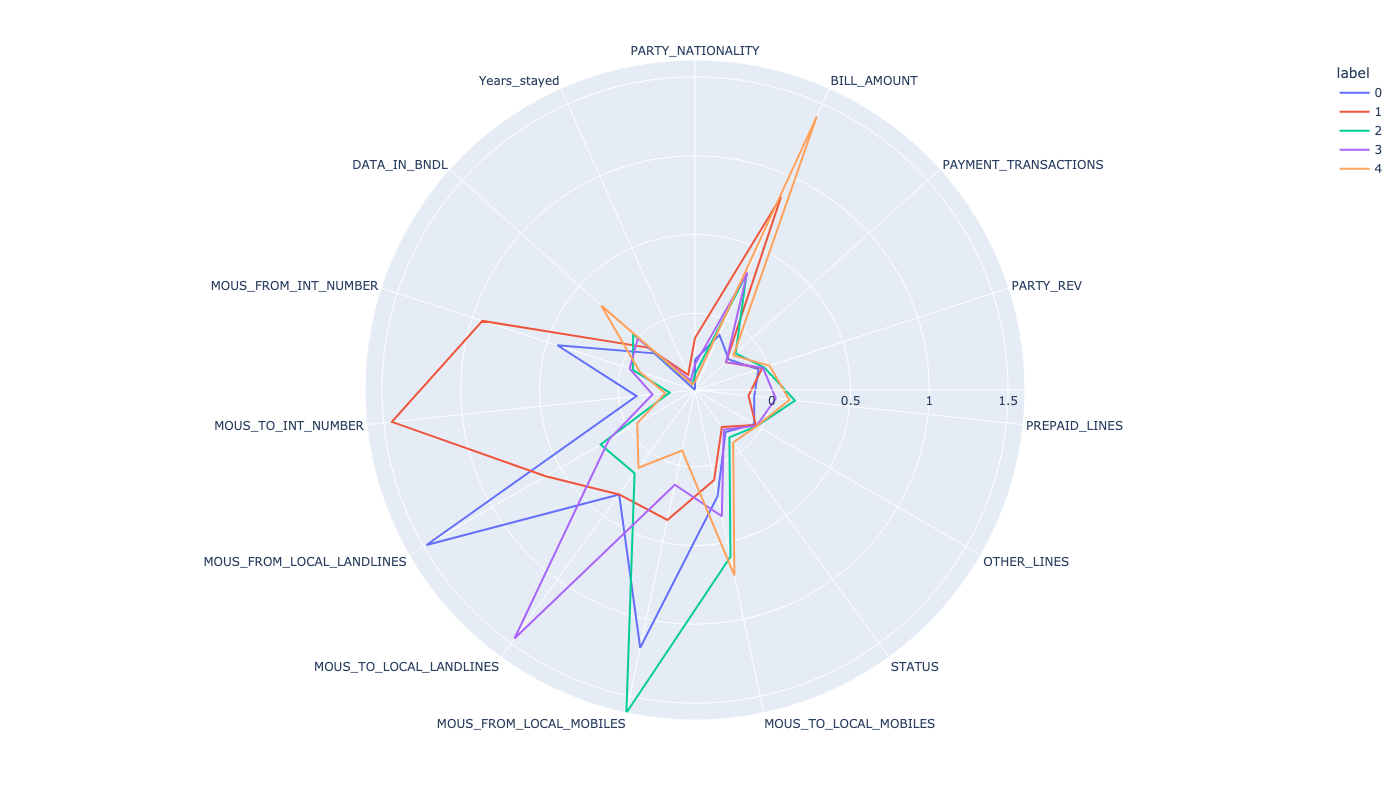 PARTY_NATIONALITY
Years_stayed
BILL_AMOUNT
label
0
1
2
3
4
DATA_IN_BNDL
PAYMENT_TRANSACTIONS
MOUS_FROM_INT_NUMBER
PARTY_REV
0
0.5
1
1.5
MOUS_TO_INT_NUMBER
PREPAID_LINES
MOUS_FROM_LOCAL_LANDLINES
OTHER_LINES
MOUS_TO_LOCAL_LANDLINES
STATUS
MOUS_FROM_LOCAL_MOBILES
MOUS_TO_LOCAL_MOBILES